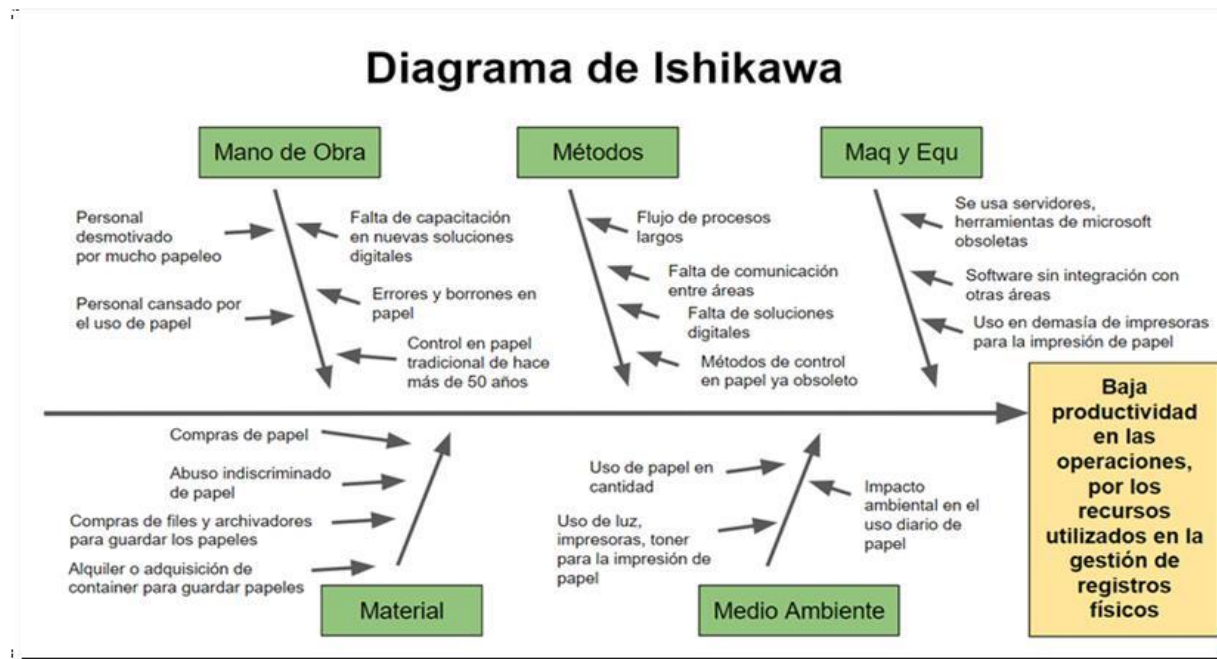 Diagrama de Ishikawa
Mano de Obra
Métodos
Maq y Equ
Personal
desmotivado
por mucho papeleo
Personal cansado por
el uso de papel
Falta de capacitación
en nuevas soluciones
digitales
Errores y borrones en
papel
Control en papel
tradicional de hace
más de 50 años
Flujo de procesos
largos
Falta de comunicación
entre áreas
Falta de soluciones
digitales
Métodos de control
en papel ya obsoleto
Se usa servidores,
herramientas de microsoft
obsoletas
Software sin integración con
otras áreas
Uso en demasía de impresoras
para la impresión de papel
Baja
productividad
en las
operaciones,
por los
recursos
utilizados en la
gestión de
registros
físicos
Compras de papel
Abuso indiscriminado
de papel
Compras de files y archivadores
para guardar los papeles
Alquiler o adquisición de
container para guardar papeles
Uso de papel en
cantidad
Uso de luz,
impresoras, toner
para la impresión de
papel
Impacto
ambiental en el
uso diario de
papel
Material
Medio Ambiente